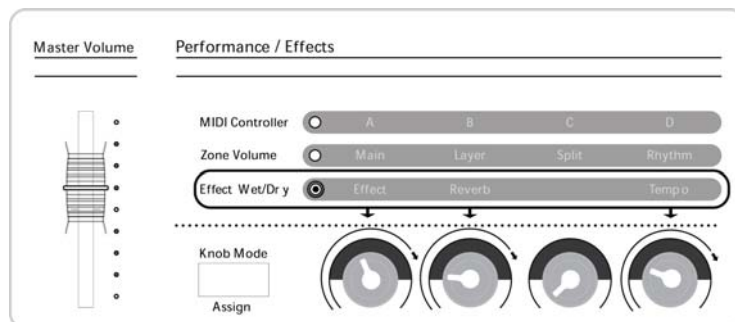 Master Volume
Performance / Effects
MIDI Controller A B C D
Zone Volume Main Layer Split Rhythm
Effect Wet/Dry Effect Reverb Tempo
Knob Mode
Assign